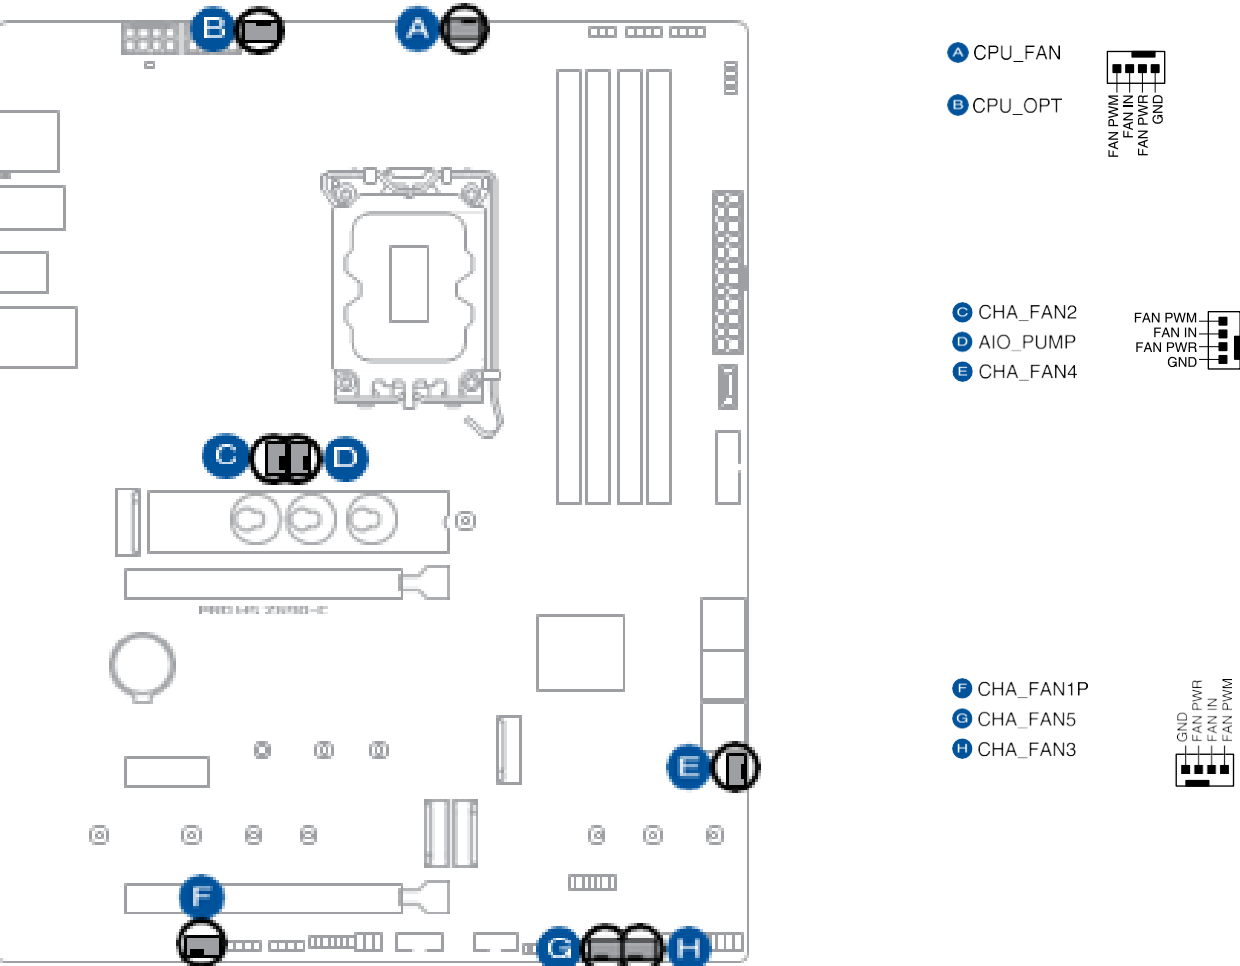 B
A
A CPU_FAN
B CPU_OPT
FAN PWM
FAN IN
FAN PWR
GND
C CHA_FAN2
D AIO_PUMP
E CHA_FAN4
FAN PWM
FAN IN
FAN PWR
GND
C
D
F CHA_FAN1P
G CHA_FAN5
H CHA_FAN3
GND
FAN PWR
FAN IN
FAN PWM
E
F
G
H